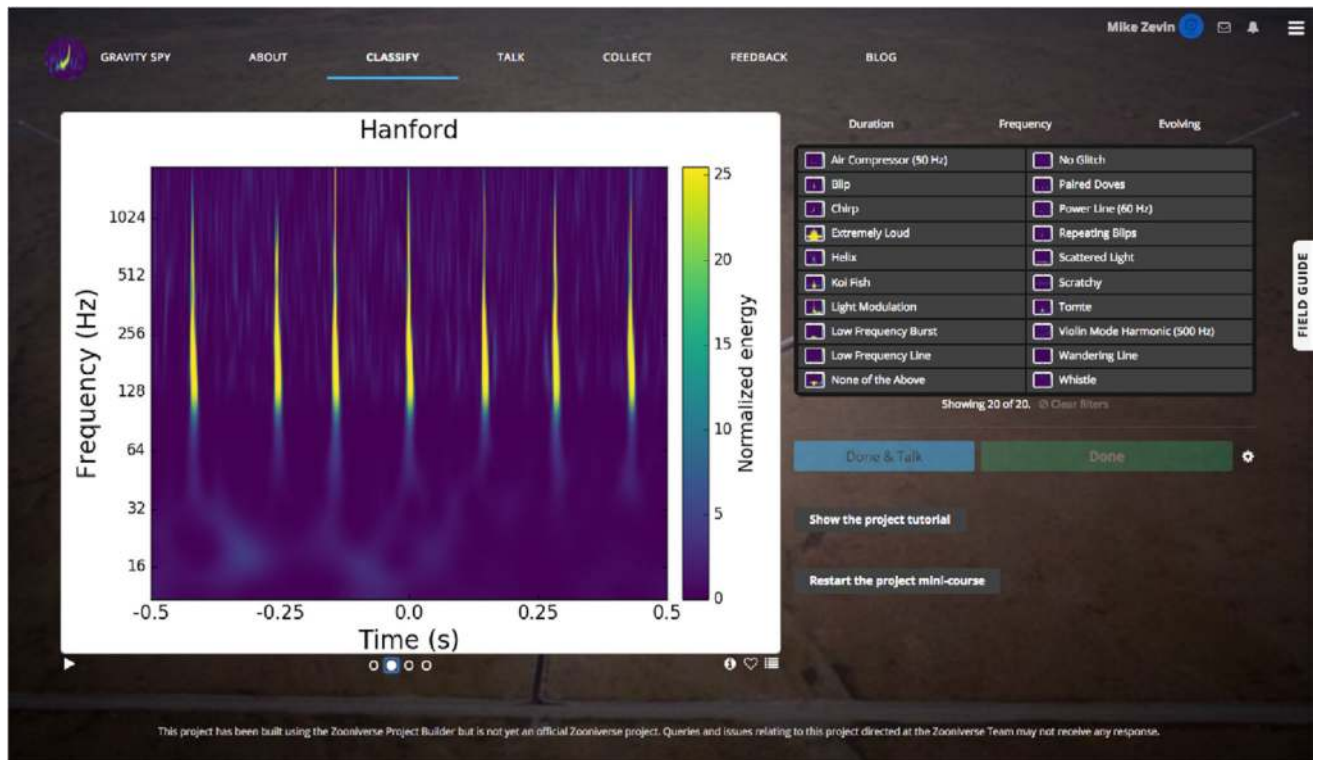 Mike Zevin
GRAVITY SPY ABOUT CLASSIFY TALK COLLECT FEEDBACK BLOG
Hanford
Duration Frequency Evolving
Air Compressor (50 Hz) No Glitch
Blip Paired Doves
Chirp Power Line (60 Hz)
Extremely Loud Repeating Blips
Helix Scattered Light
Koi Fish Scratchy
Light Modulation Tomte
Low Frequency Burst Violin Mode Harmonic (500 Hz)
Low Frequency Line Wandering Line
None of the Above Whistle
Showing 20 of 20. Clear filters
Done & Talk Done
Show the project tutorial
Restart the project mini-course
FIELD GUIDE
Frequency (Hz)
1024
512
256
128
64
32
16
-0.5 -0.25 0.0 0.25 0.5
Time (s)
25
20
15
10
5
0
Normalized energy
This project has been built using the Zooniverse Project Builder but is not yet an official Zooniverse project. Queries and issues relating to this project directed at the Zooniverse Team may not receive any response.